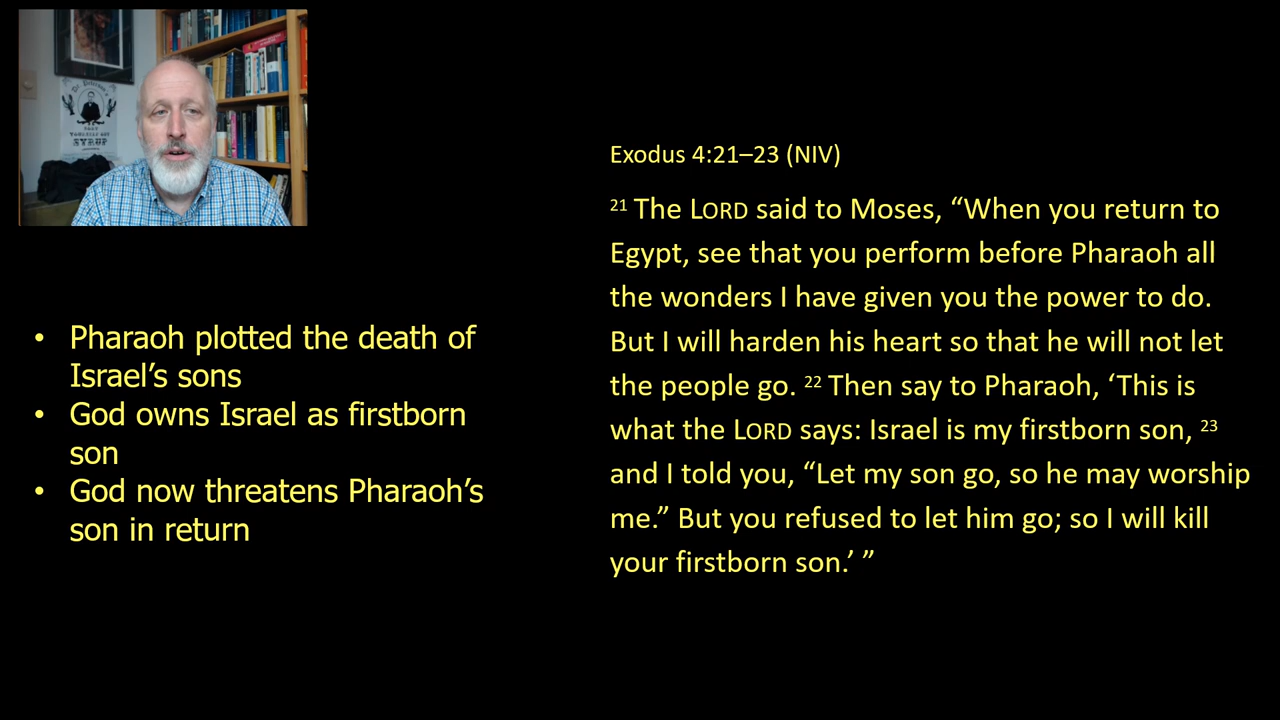 Exodus 4:21–23 (NIV)
21 The LORD said to Moses, “When you return to
Egypt, see that you perform before Pharaoh all
the wonders I have given you the power to do.
But I will harden his heart so that he will not let
the people go. 22 Then say to Pharaoh, ‘This is
what the LORD says: Israel is my firstborn son, 23
and I told you, “Let my son go, so he may worship
me.” But you refused to let him go; so I will kill
your firstborn son.’ ”
• Pharaoh plotted the death of
Israel’s sons
• God owns Israel as firstborn
son
• God now threatens Pharaoh’s
son in return
SYRUP